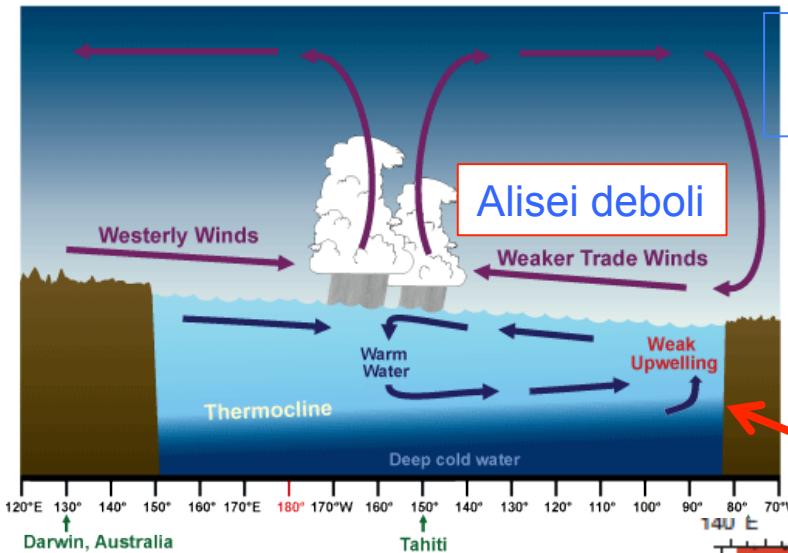 Alisei deboli
Westerly Winds
Weaker Trade Winds
Warm
Water
Weak
Upwelling
Thermocline
Deep cold water
120°E 130° 140° 150° 160° 170°E 180° 170°W 160° 150° 140° 130° 120° 110° 100° 90° 80° 70°W
140 E
Darwin, Australia
Tahiti